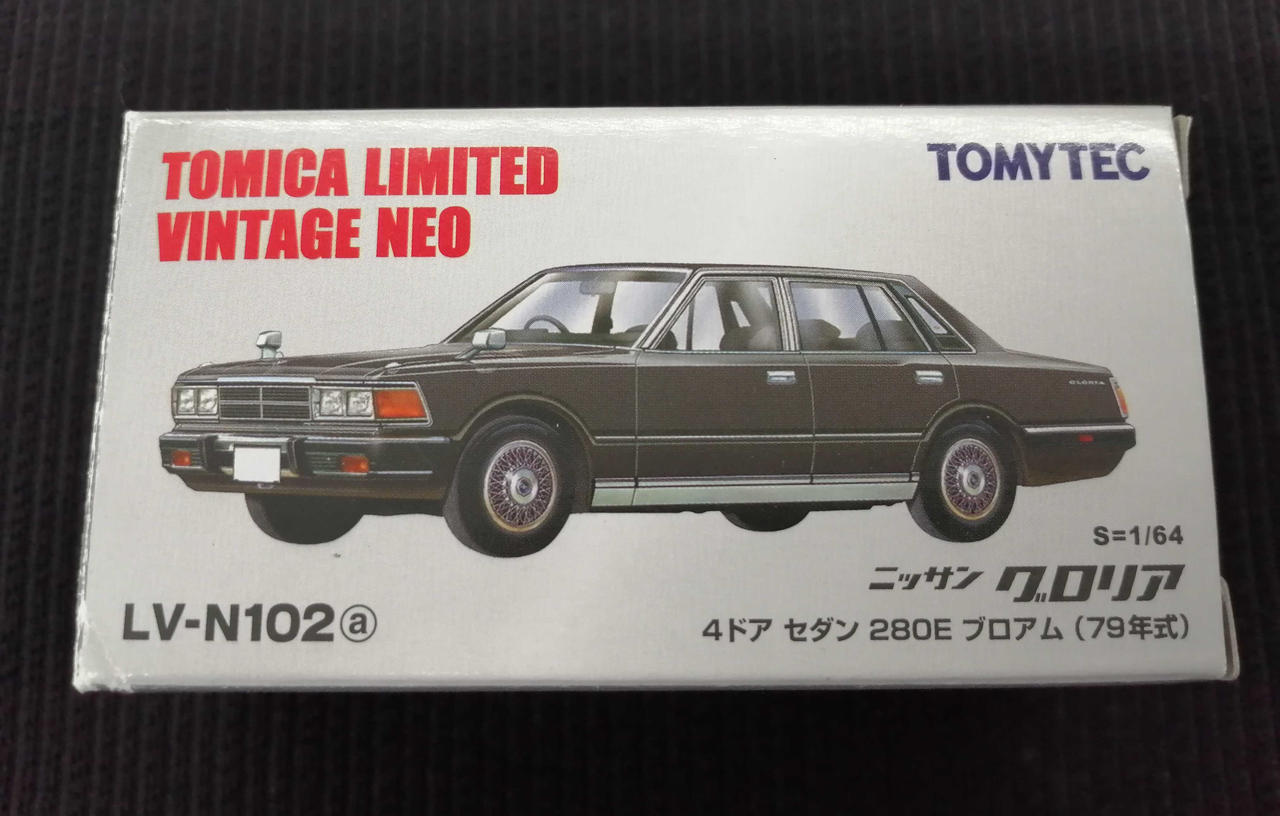 TOMICA LIMITED
VINTAGE NEO
TOMYTEC
GLORIA
S=1/64
ニッサン グロリア
LV-N102ⓐ
4ドア セダン 280E ブロアム (79年式)